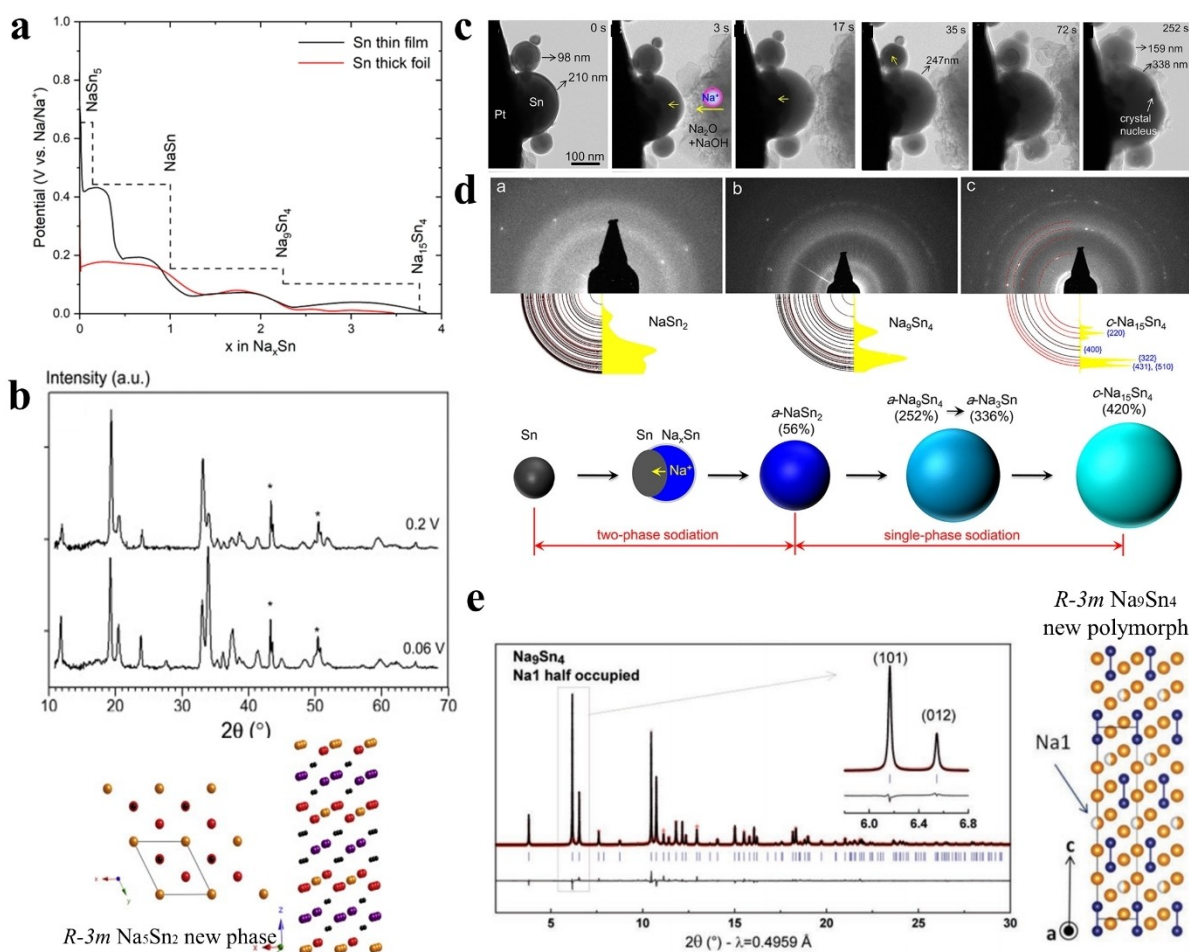 a
Potential (V vs. Na/Na⁺)
1.0
0.8
0.6
0.4
0.2
0.0
0
1
2
3
4
x in NaₓSn
Sn thin film
Sn thick foil
NaSn₅
NaSn
Na₉Sn₄
Na₁₅Sn₄
b
Intensity (a.u.)
*
*
0.2 V
*
*
0.06 V
10
20
30
40
50
60
70
2θ (°)
x
y
z
x
R-3m Na₅Sn₂ new phase
c
0 s
98 nm
210 nm
Sn
Pt
3 s
Na⁺
Na₂O
+NaOH
100 nm
17 s
35 s
247nm
72 s
252 s
159 nm
338 nm
crystal
nucleus
d
a
b
c
NaSn₂
Na₉Sn₄
c-Na₁₅Sn₄
{220}
{400}
{322}
{431}, {510}
Sn
Sn NaₓSn
Na⁺
a-NaSn₂
(56%)
a-Na₉Sn₄ → a-Na₃Sn
(252%) (336%)
c-Na₁₅Sn₄
(420%)
two-phase sodiation
single-phase sodiation
e
Na₉Sn₄
Na1 half occupied
(101)
(012)
6.0
6.4
6.8
5
10
15
20
25
30
2θ (°) - λ=0.4959 Å
R-3m Na₉Sn₄
new polymorph
Na1
c
a